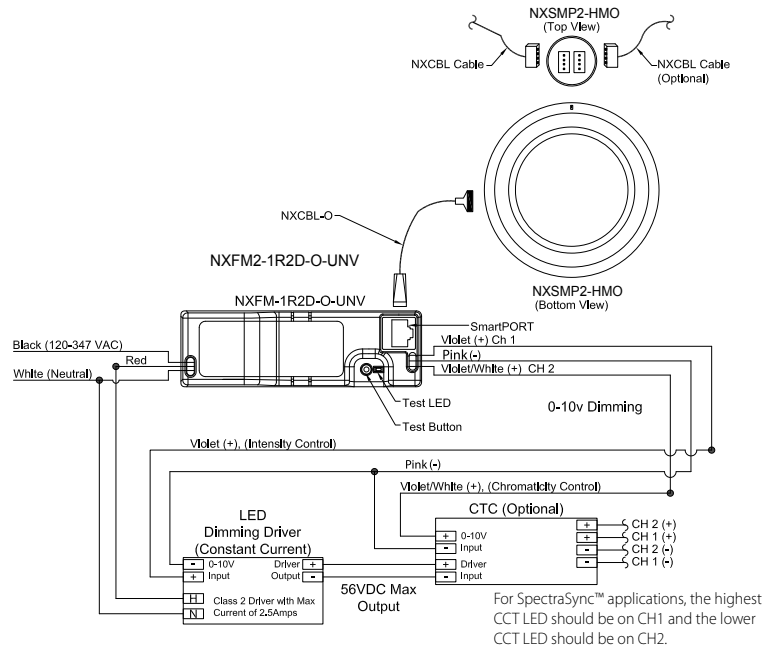 NXSMP2-HMO
(Top View)
NXCBL Cable
NXCBL Cable
(Optional)
NXCBL-O
NXFM2-1R2D-O-UNV
NXSMP2-HMO
(Bottom View)
NXFM-1R2D-O-UNV
SmartPORT
Violet (+) Ch 1
Black (120-347 VAC)
Pink (-)
Red
Violet/White (+) CH 2
White (Neutral)
Test LED
0-10v Dimming
Test Button
Violet (+), (Intensity Control)
Pink (-)
Violet/White (+), (Chromaticity Control)
LED
Dimming Driver
(Constant Current)
CTC (Optional)
+ CH 2 (+)
+ 0-10V + CH 1 (+)
- Input - CH 2 (-)
- CH 1 (-)
- 0-10V Driver +
+ Input Output -
+ Driver
- Input
56VDC Max
Output
H Class 2 Driver with Max
N Current of 2.5Amps
For SpectraSync™ applications, the highest
CCT LED should be on CH1 and the lower
CCT LED should be on CH2.